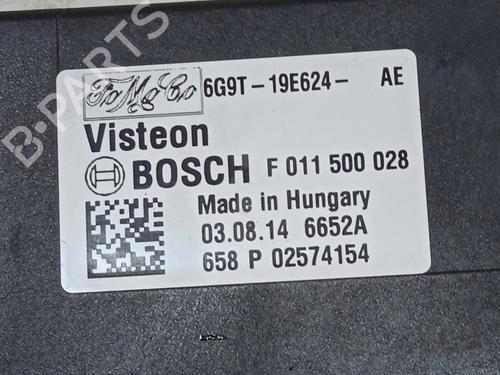 B-PARTS
FoMoCo 6G9T-19E624- AE
Visteon
BOSCH F 011 500 028
Made in Hungary
03.08.14 6652A
658 P 02574154